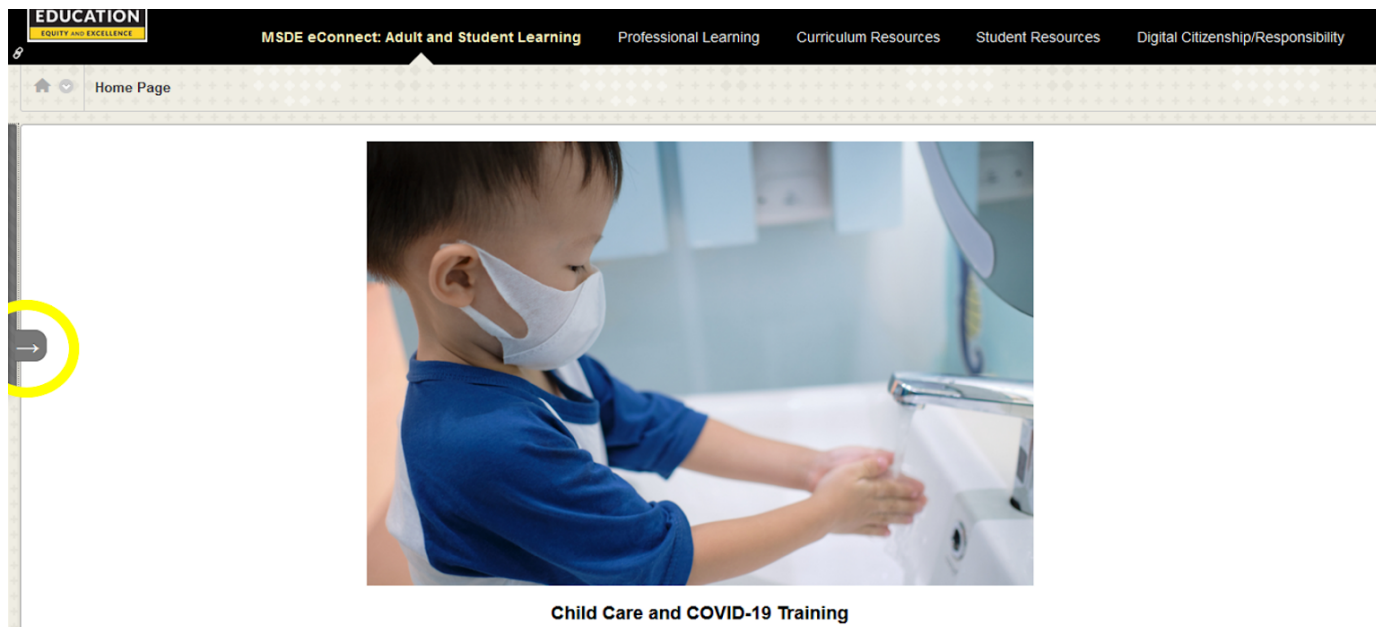 EDUCATION
EQUITY AND EXCELLENCE
MSDE eConnect: Adult and Student Learning
Professional Learning
Curriculum Resources
Student Resources
Digital Citizenship/Responsibility
Home Page
→
Child Care and COVID-19 Training